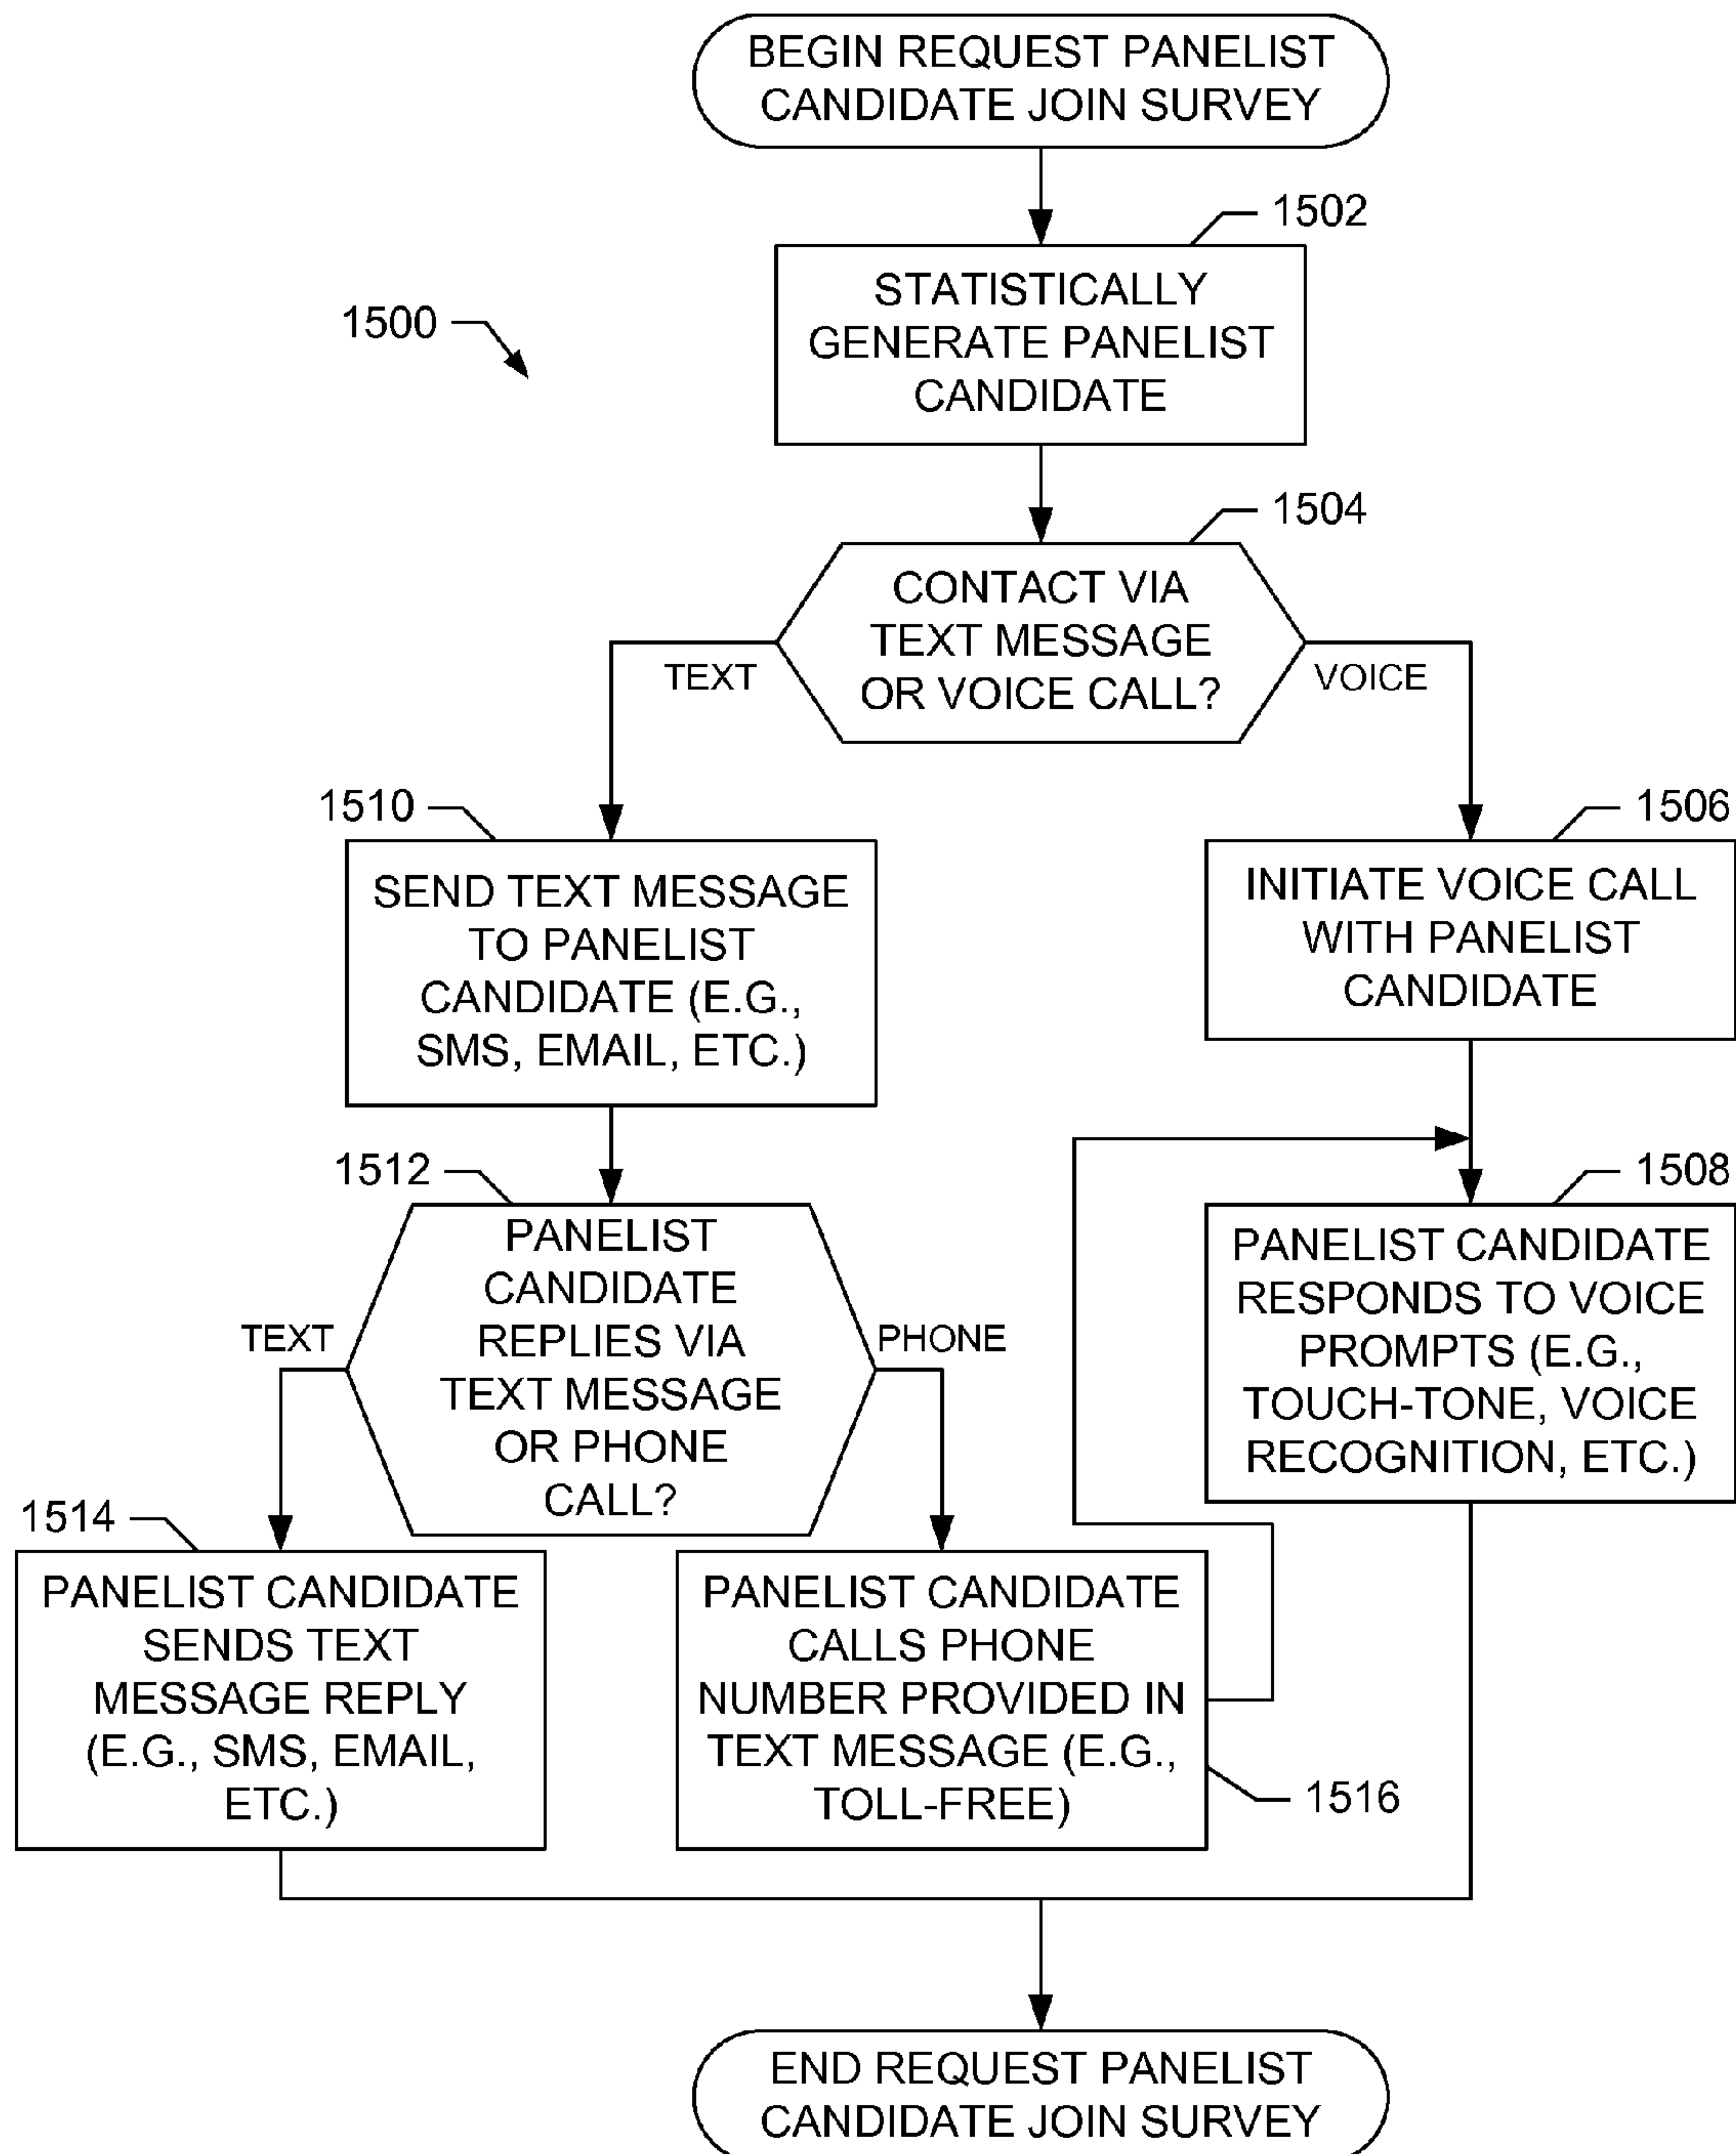 BEGIN REQUEST PANELIST
CANDIDATE JOIN SURVEY
1502
STATISTICALLY
GENERATE PANELIST
CANDIDATE
1500
1504
CONTACT VIA
TEXT MESSAGE
OR VOICE CALL?
TEXT
VOICE
1510
SEND TEXT MESSAGE
TO PANELIST
CANDIDATE (E.G.,
SMS, EMAIL, ETC.)
1506
INITIATE VOICE CALL
WITH PANELIST
CANDIDATE
1512
PANELIST
CANDIDATE
REPLIES VIA
TEXT MESSAGE
OR PHONE
CALL?
TEXT
PHONE
1508
PANELIST CANDIDATE
RESPONDS TO VOICE
PROMPTS (E.G.,
TOUCH-TONE, VOICE
RECOGNITION, ETC.)
1514
PANELIST CANDIDATE
SENDS TEXT
MESSAGE REPLY
(E.G., SMS, EMAIL,
ETC.)
PANELIST CANDIDATE
CALLS PHONE
NUMBER PROVIDED IN
TEXT MESSAGE (E.G.,
TOLL-FREE)
1516
END REQUEST PANELIST
CANDIDATE JOIN SURVEY